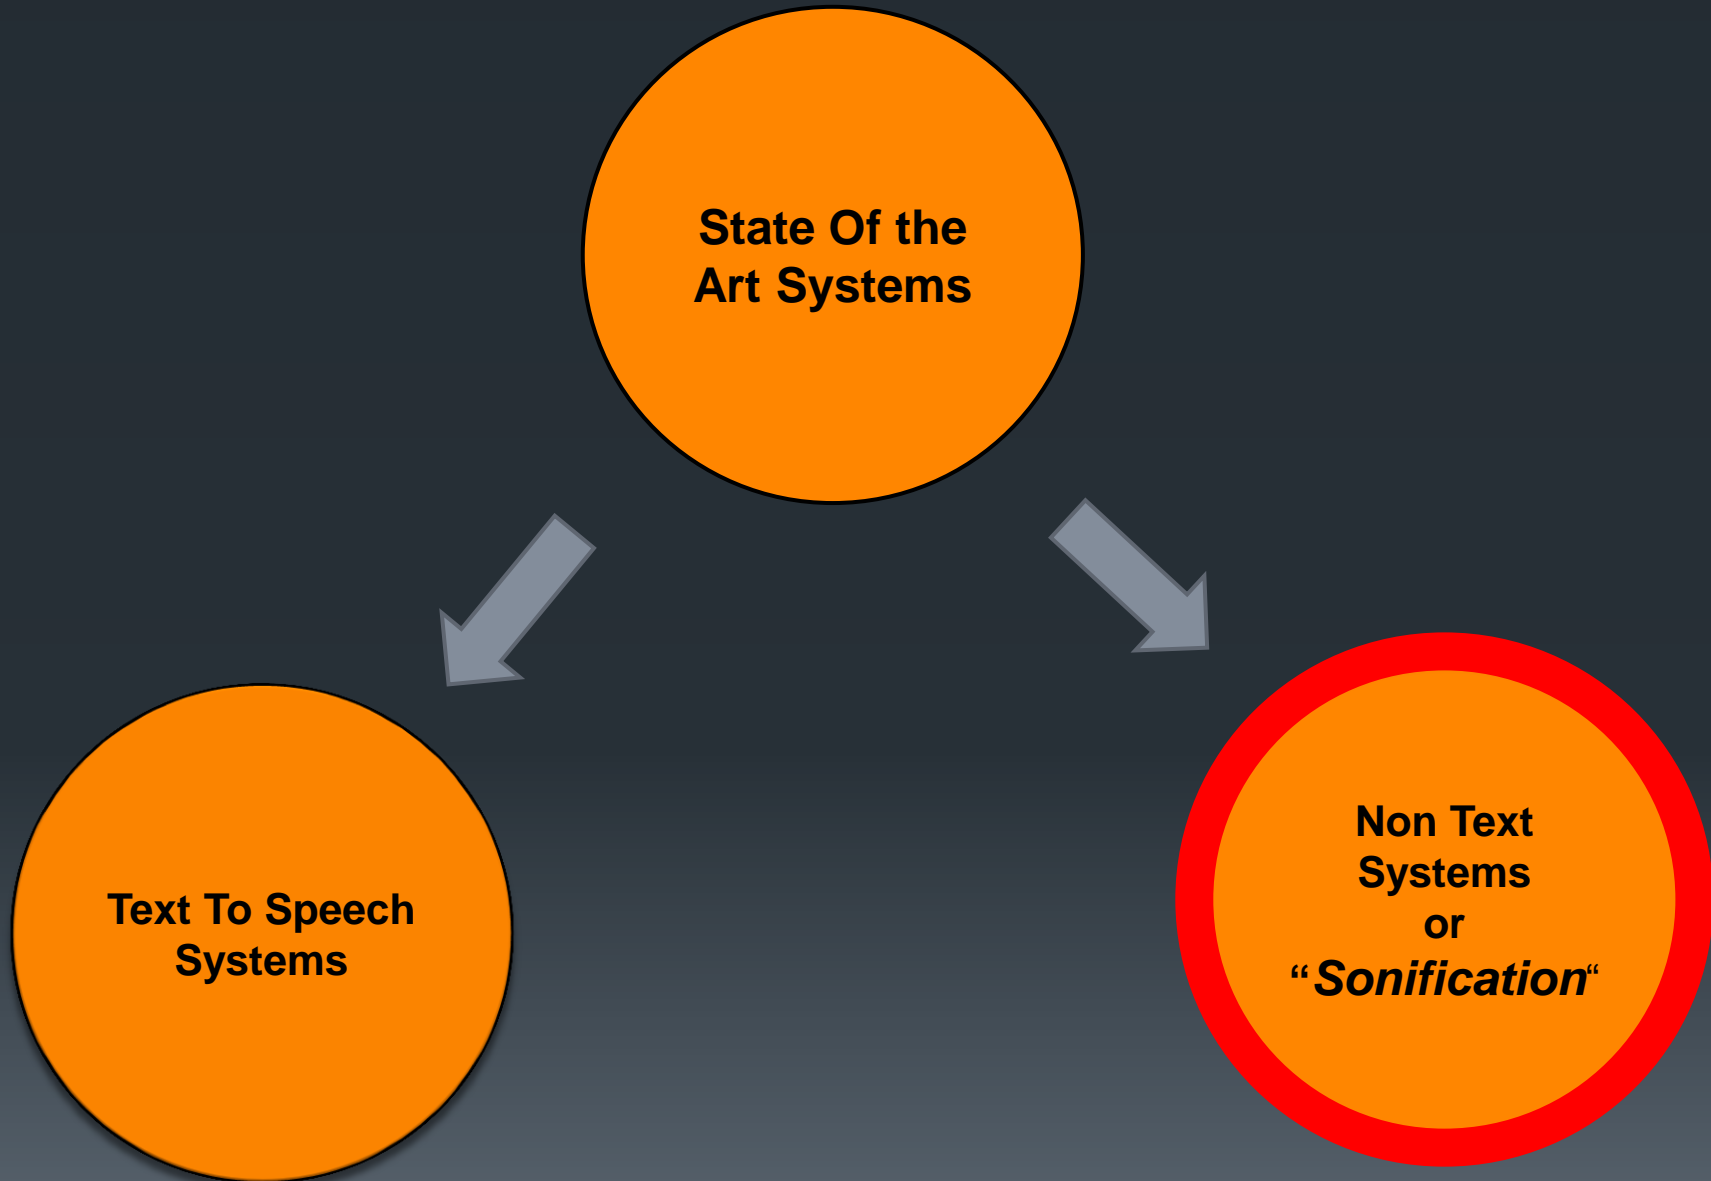 State Of the
Art Systems
Text To Speech
Systems
Non Text
Systems
or
“Sonification“